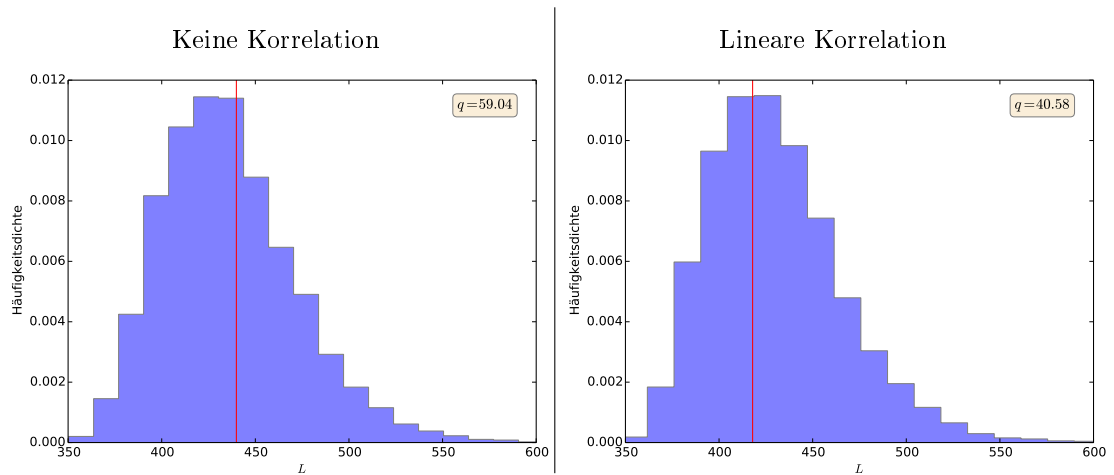 Keine Korrelation
0.012
0.010
0.008
0.006
0.004
0.002
0.000
Häufigkeitsdichte
q=59.04
350 400 450 500 550 600
L
Lineare Korrelation
0.012
0.010
0.008
0.006
0.004
0.002
0.000
Häufigkeitsdichte
q=40.58
350 400 450 500 550 600
L